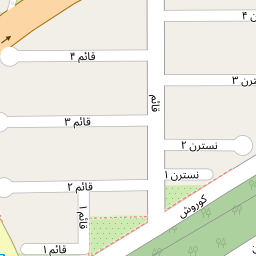 نسترن ۴
قائم ۴
نسترن ۳
قائم
قائم ۳
نسترن ۲
نسترن ۱
قائم ۲
کوروش
قائم ۱
قائم ۱